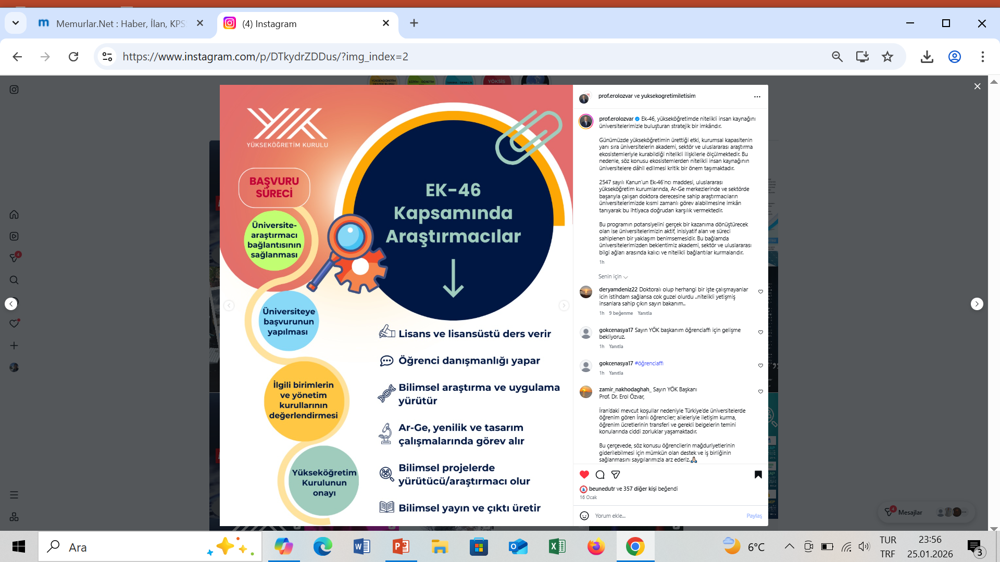 Memurlar.Net : Haber, İlan, KPS
(4) Instagram
https://www.instagram.com/p/DTkydrZDDus/?img_index=2
YÖKSİS
YÜKSEKÖĞRETİM KURULU
BAŞVURU
SÜRECİ
Üniversite-
araştırmacı
bağlantısının
sağlanması
Üniversiteye
başvurunun
yapılması
İlgili birimlerin
ve yönetim
kurullarının
değerlendirmesi
Yükseköğretim
Kurulunun
onayı
EK-46
Kapsamında
Araştırmacılar
Lisans ve lisansüstü ders verir
Öğrenci danışmanlığı yapar
Bilimsel araştırma ve uygulama
yürütür
Ar-Ge, yenilik ve tasarım
çalışmalarında görev alır
Bilimsel projelerde
yürütücü/araştırmacı olur
Bilimsel yayın ve çıktı üretir
prof.erolozvar ve yuksekogretimiletisim
prof.erolozvar Ek-46, yükseköğretimde nitelikli insan kaynağını
üniversitelerimizle buluşturan stratejik bir imkândır.
Günümüzde yükseköğretimin ürettiği etki, kurumsal kapasitenin
yanı sıra üniversitelerin akademi, sektör ve uluslararası araştırma
ekosistemleriyle kurabildiği nitelikli ilişkilerle ölçülmektedir. Bu
nedenle, söz konusu ekosistemlerden nitelikli insan kaynağının
üniversitelere dâhil edilmesi kritik bir önem taşımaktadır.
2547 sayılı Kanun'un Ek-46'ncı maddesi, uluslararası
yükseköğretim kurumlarında, Ar-Ge merkezlerinde ve sektörde
başarıyla çalışan doktora derecesine sahip araştırmacıların
üniversitelerimizde kısmi zamanlı görev alabilmesine imkân
tanıyarak bu ihtiyaca doğrudan karşılık vermektedir.
Bu programın potansiyelini gerçek bir kazanıma dönüştürecek
olan ise üniversitelerimizin aktif, inisiyatif alan ve süreci
sahiplenen bir yaklaşım benimsemesidir. Bu bağlamda
üniversitelerimizden beklentimiz akademi, sektör ve uluslararası
bilgi ağları arasında kalıcı ve nitelikli bağlantılar kurmalarıdır.
1h
Senin için
deryamdeniz22 Doktoralı olup herhangi bir işte çalışmayanlar
icin istihdam sağlansa cok guzel olurdu ..nitelikli yetişmiş
insanlara sahip çıkın sayın bakanım..
1h 9 beğenme Yanıtla
gokcenasya17 Sayın YÖK başkanım öğrenciaffı için gelişme
bekliyoruz.
1h Yanıtla
gokcenasya17 #öğrenciaffı
1h Yanıtla
zamir_nakhodaghah_ Sayın YÖK Başkanı
Prof. Dr. Erol Özvar,
İran'daki mevcut koşullar nedeniyle Türkiye'de üniversitelerde
öğrenim gören İranlı öğrenciler; aileleriyle iletişim kurma,
öğrenim ücretlerinin transferi ve gerekli belgelerin temini
konularında ciddi zorluklar yaşamaktadır.
Bu çerçevede, söz konusu öğrencilerin mağduriyetlerinin
giderilebilmesi için mümkün olan destek ve iş birliğinin
sağlanmasını saygılarımızla arz ederiz.🙏🏼
beunedutr ve 357 diğer kişi beğendi
16 Ocak
Yorum ekle...
Paylaş
4
4
Mesajlar
Ara
6°C
TUR
TRF
23:56
25.01.2026
3